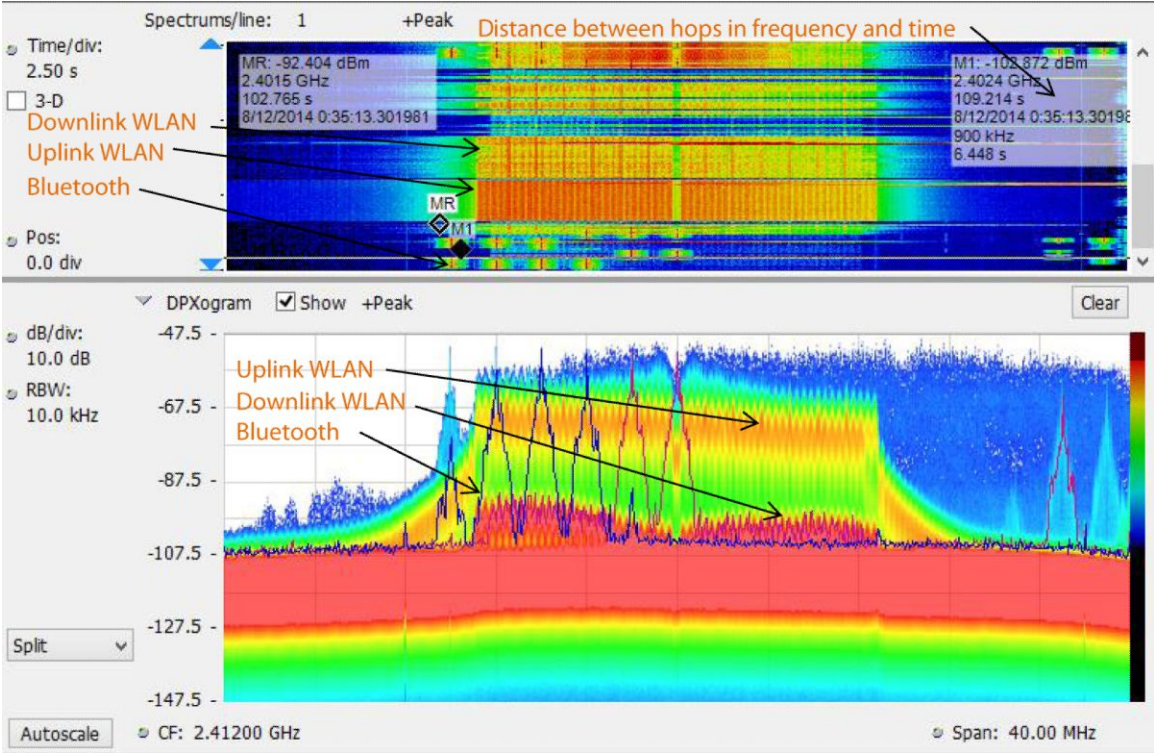 Spectrums/line: 1 +Peak
Distance between hops in frequency and time
Time/div:
2.50 s
3-D
MR: -92.404 dBm
2.4015 GHz
102.765 s
8/12/2014 0:35:13.301981
M1: -102.872 dBm
2.4024 GHz
109.214 s
8/12/2014 0:35:13.30198
900 kHz
6.448 s
Downlink WLAN
Uplink WLAN
Bluetooth
MR
M1
Pos:
0.0 div
DPXogram Show +Peak Clear
dB/div:
10.0 dB
RBW:
10.0 kHz
-47.5
-67.5
-87.5
-107.5
-127.5
-147.5
Uplink WLAN
Downlink WLAN
Bluetooth
Split
Autoscale CF: 2.41200 GHz Span: 40.00 MHz